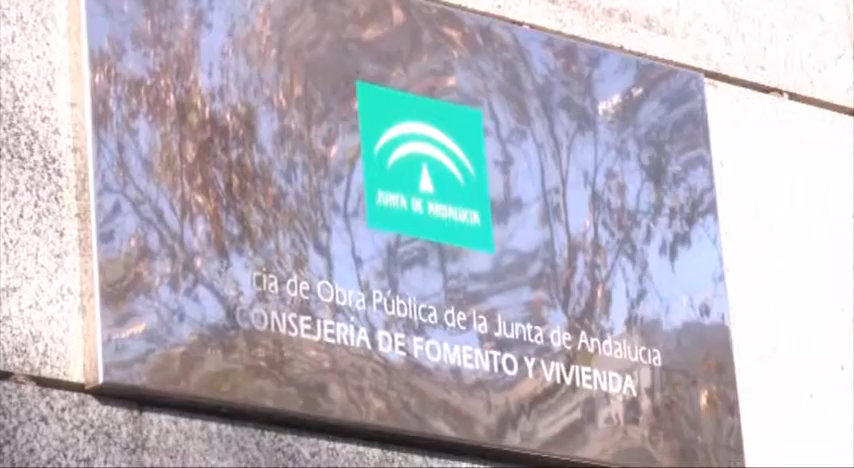 JUNTA DE ANDALUCIA
cia de Obra Pública de la Junta de Andalucía
CONSEJERÍA DE FOMENTO Y VIVIENDA